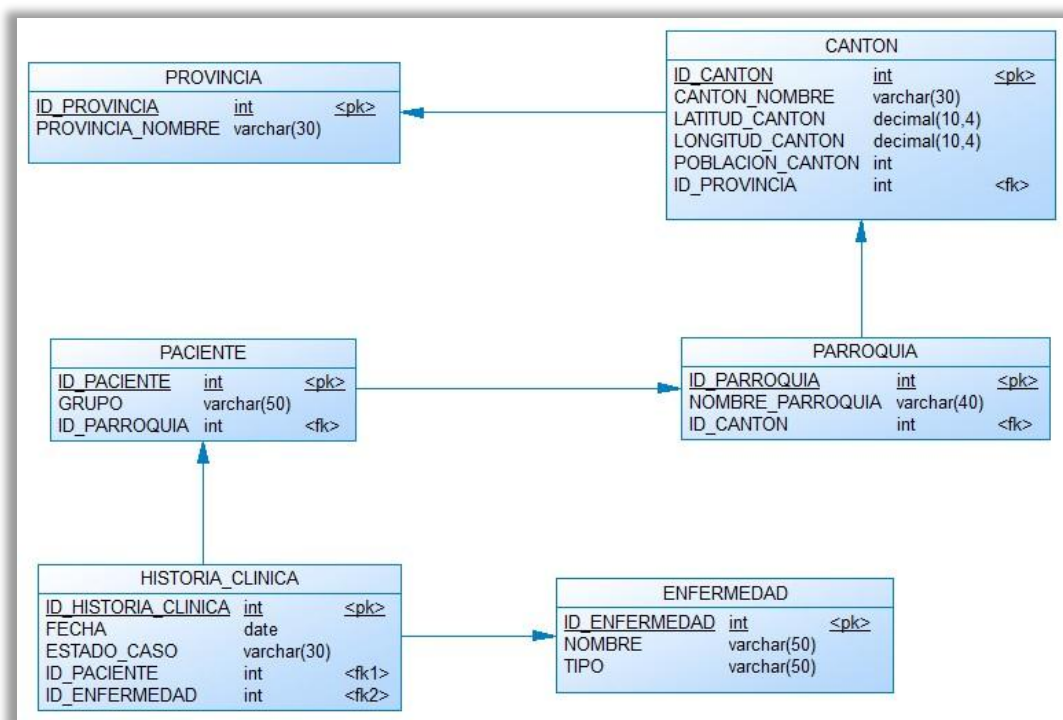 PROVINCIA
ID_PROVINCIA int <pk>
PROVINCIA_NOMBRE varchar(30)
CANTON
ID_CANTON int <pk>
CANTON_NOMBRE varchar(30)
LATITUD_CANTON decimal(10,4)
LONGITUD_CANTON decimal(10,4)
POBLACION_CANTON int
ID_PROVINCIA int <fk>
PACIENTE
ID_PACIENTE int <pk>
GRUPO varchar(50)
ID_PARROQUIA int <fk>
PARROQUIA
ID_PARROQUIA int <pk>
NOMBRE_PARROQUIA varchar(40)
ID_CANTON int <fk>
HISTORIA_CLINICA
ID_HISTORIA_CLINICA int <pk>
FECHA date
ESTADO_CASO varchar(30)
ID_PACIENTE int <fk1>
ID_ENFERMEDAD int <fk2>
ENFERMEDAD
ID_ENFERMEDAD int <pk>
NOMBRE varchar(50)
TIPO varchar(50)